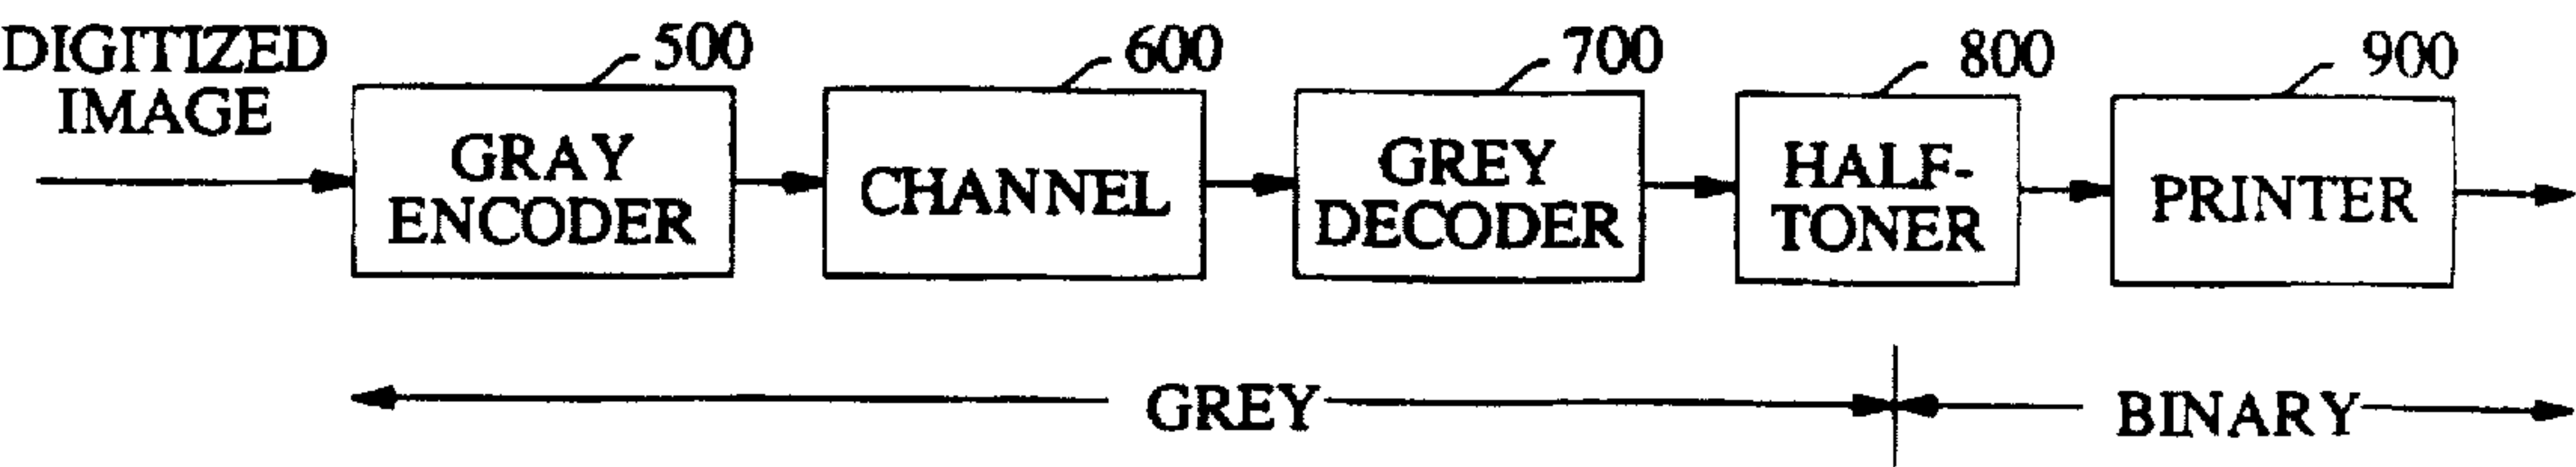 DIGITIZED
IMAGE
500
GRAY
ENCODER
600
CHANNEL
700
GREY
DECODER
800
HALF-
TONER
900
PRINTER
GREY
BINARY